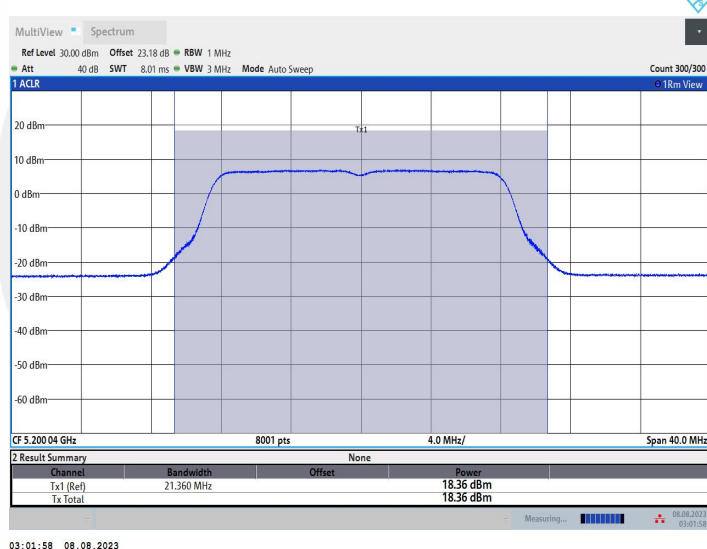 MultiView Spectrum
Ref Level 30.00 dBm Offset 23.18 dB RBW 1 MHz
Att 40 dB SWT 8.01 ms VBW 3 MHz Mode Auto Sweep Count 300/300
1 ACLR 1Rm View
Tx1
20 dBm
10 dBm
0 dBm
-10 dBm
-20 dBm
-30 dBm
-40 dBm
-50 dBm
-60 dBm
CF 5.200 04 GHz 8001 pts 4.0 MHz/ Span 40.0 MHz
2 Result Summary None
Channel Bandwidth Offset Power
Tx1 (Ref) 21.360 MHz 18.36 dBm
Tx Total 18.36 dBm
Measuring... 08.08.2023
03:01:58
03:01:58 08.08.2023